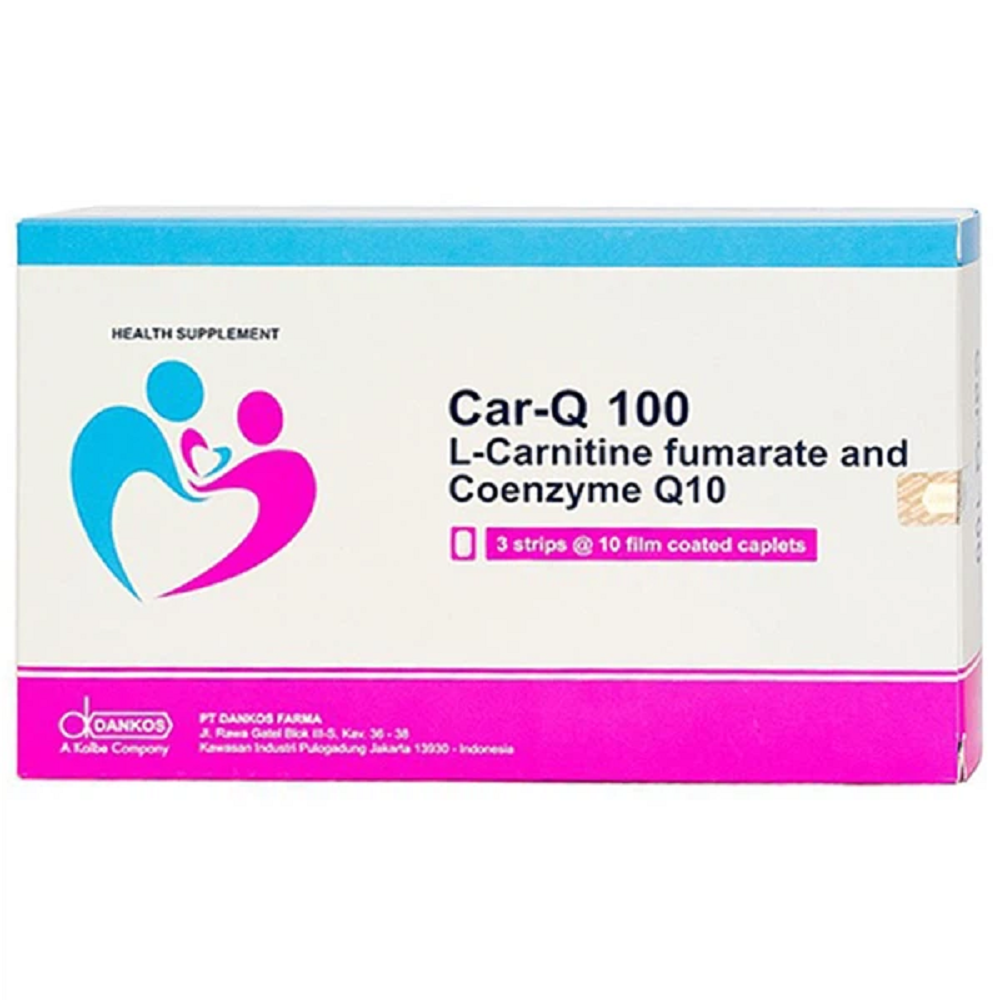 HEALTH SUPPLEMENT
Car-Q 100
L-Carnitine fumarate and
Coenzyme Q10
3 strips @ 10 film coated caplets
DANKOS
A Kalbe Company
PT DANKOS FARMA
Jl. Rawa Gatel Blok III-S, Kav. 36 - 38
Kawasan Industri Pulogadung Jakarta 13930 - Indonesia